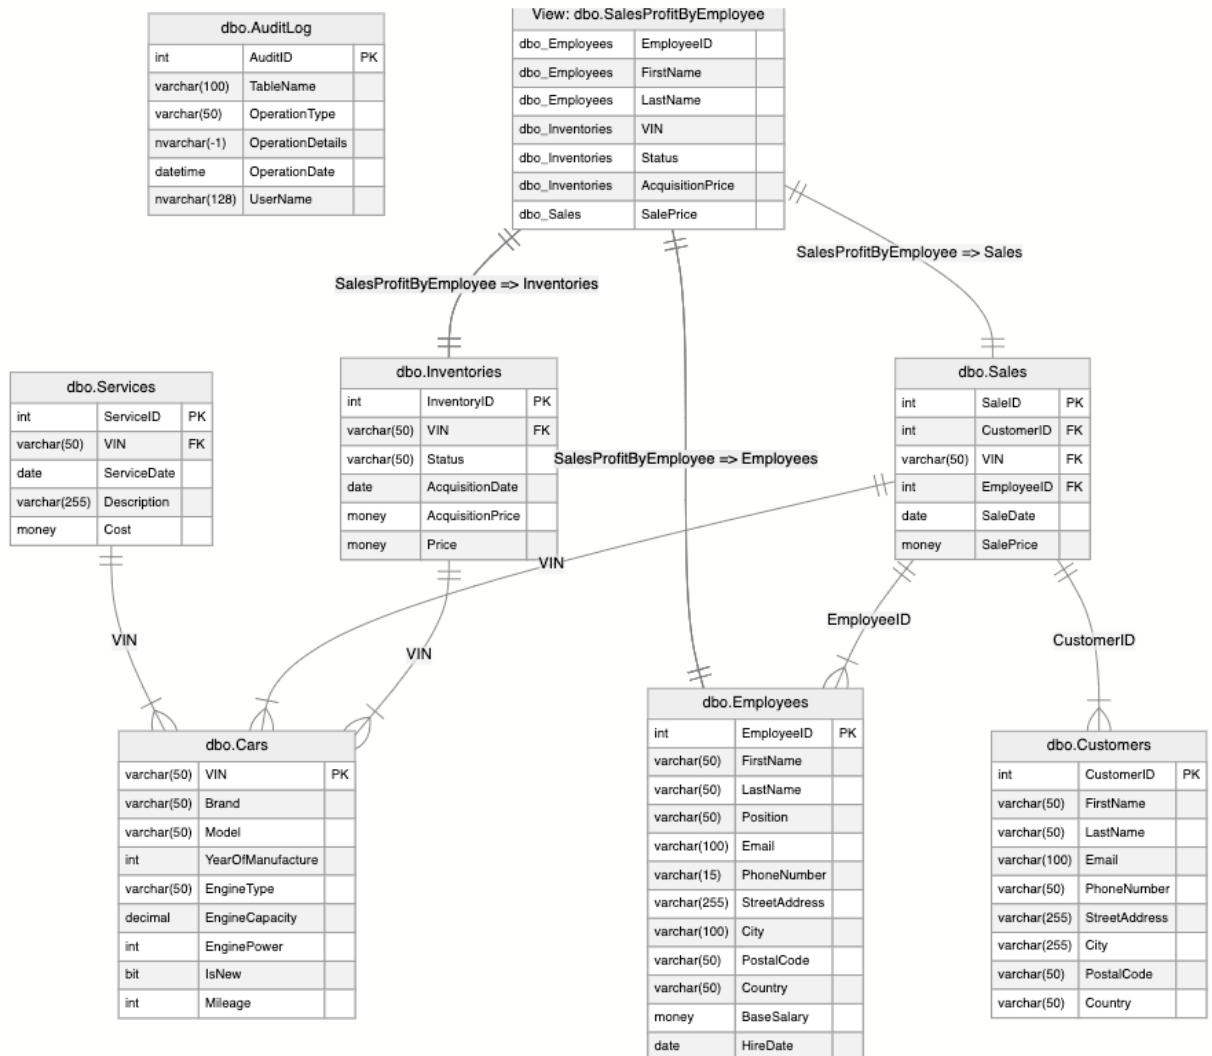 dbo.AuditLog
int AuditID PK
varchar(100) TableName
varchar(50) OperationType
nvarchar(-1) OperationDetails
datetime OperationDate
nvarchar(128) UserName
View: dbo.SalesProfitByEmployee
dbo_Employees EmployeeID
dbo_Employees FirstName
dbo_Employees LastName
dbo_Inventories VIN
dbo_Inventories Status
dbo_Inventories AcquisitionPrice
dbo_Sales SalePrice
SalesProfitByEmployee => Sales
SalesProfitByEmployee => Inventories
dbo.Services
int ServiceID PK
varchar(50) VIN FK
date ServiceDate
varchar(255) Description
money Cost
dbo.Inventories
int InventoryID PK
varchar(50) VIN FK
varchar(50) Status
date AcquisitionDate
money AcquisitionPrice
money Price
SalesProfitByEmployee => Employees
dbo.Sales
int SaleID PK
int CustomerID FK
varchar(50) VIN FK
int EmployeeID FK
date SaleDate
money SalePrice
VIN
VIN
VIN
EmployeeID
CustomerID
dbo.Cars
varchar(50) VIN PK
varchar(50) Brand
varchar(50) Model
int YearOfManufacture
varchar(50) EngineType
decimal EngineCapacity
int EnginePower
bit IsNew
int Mileage
dbo.Employees
int EmployeeID PK
varchar(50) FirstName
varchar(50) LastName
varchar(50) Position
varchar(100) Email
varchar(15) PhoneNumber
varchar(255) StreetAddress
varchar(100) City
varchar(50) PostalCode
varchar(50) Country
money BaseSalary
date HireDate
dbo.Customers
int CustomerID PK
varchar(50) FirstName
varchar(50) LastName
varchar(100) Email
varchar(50) PhoneNumber
varchar(255) StreetAddress
varchar(255) City
varchar(50) PostalCode
varchar(50) Country